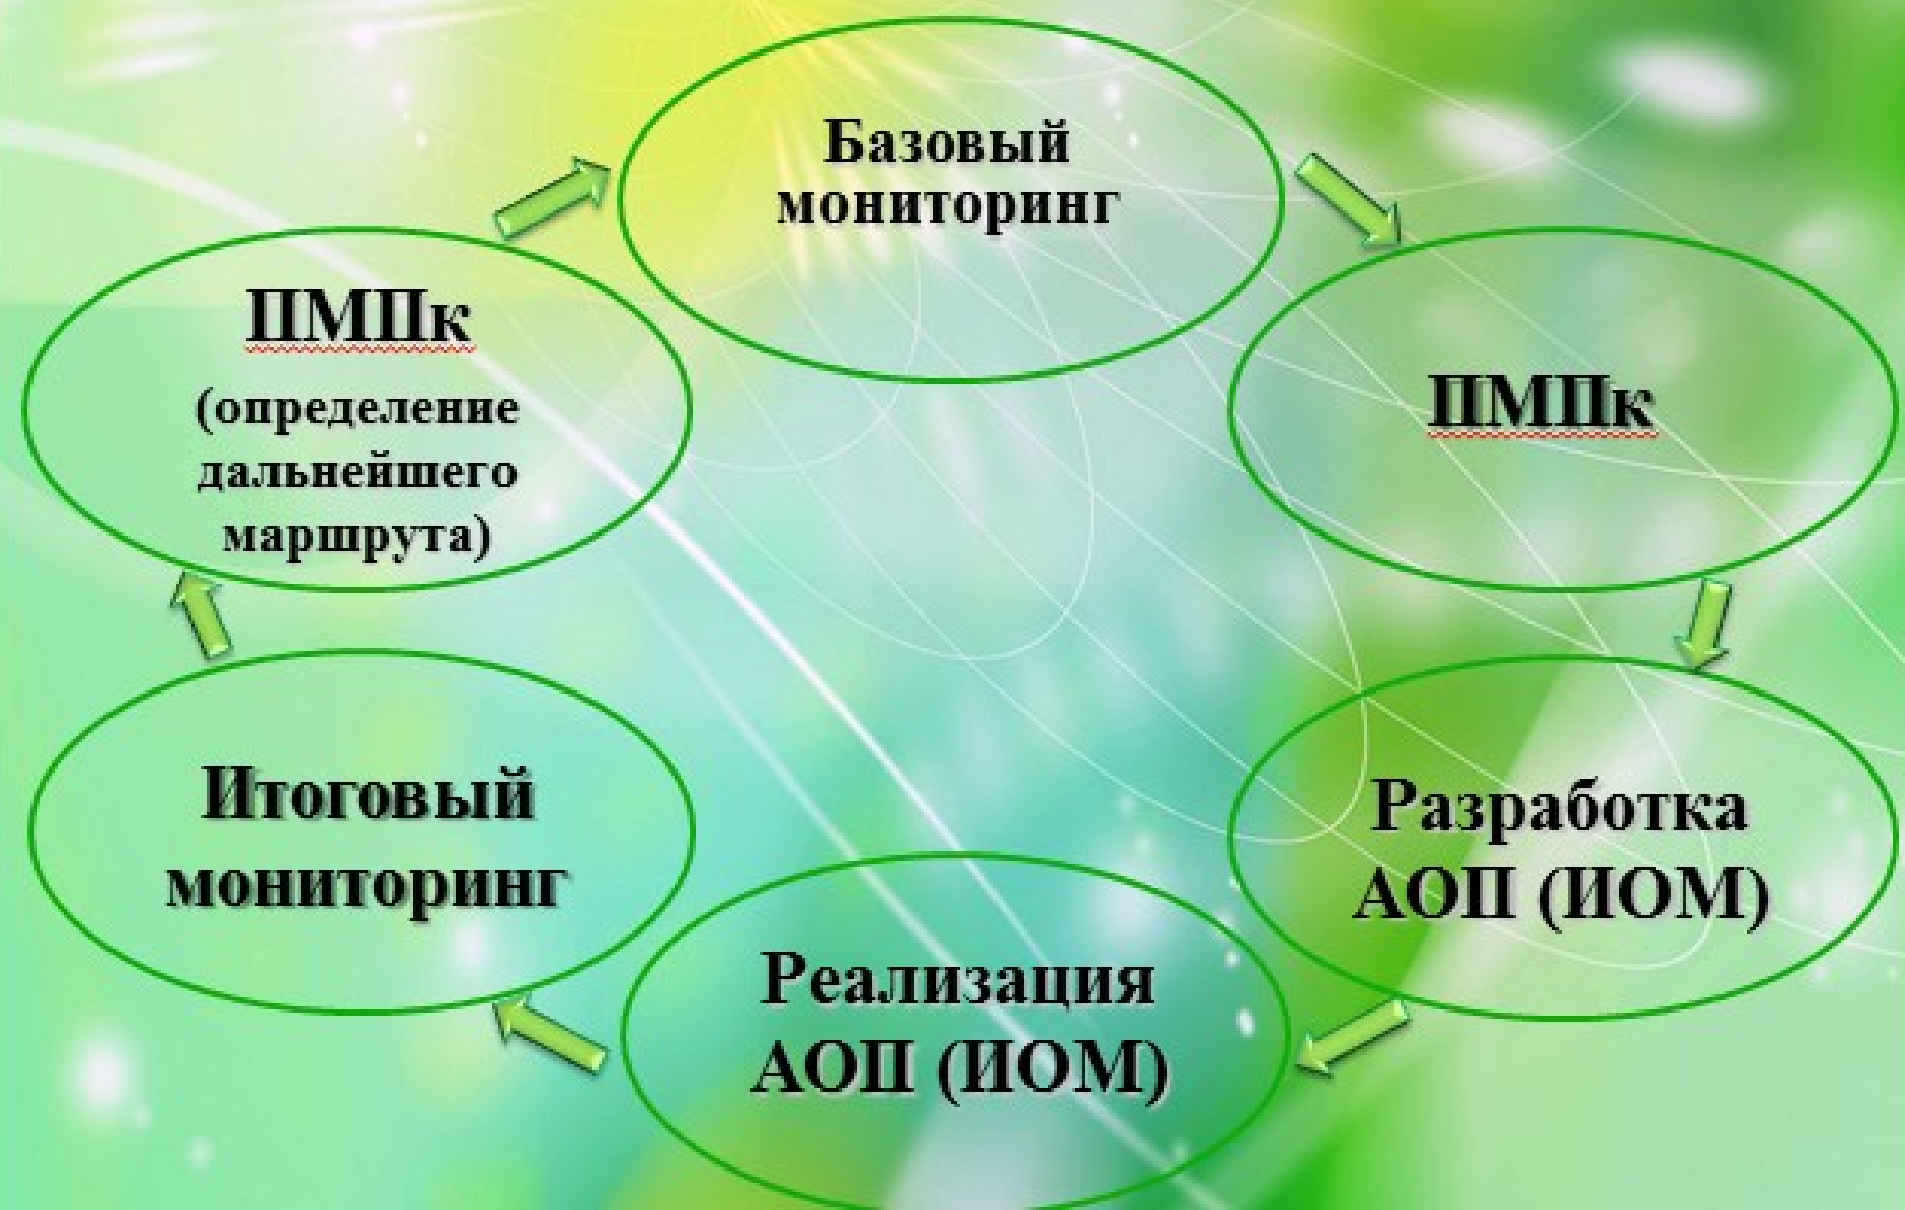 Базовый
мониторинг
ПМПк
Разработка
АОП (ИОМ)
Реализация
АОП (ИОМ)
Итоговый
мониторинг
ПМПк
(определение
дальнейшего
маршрута)